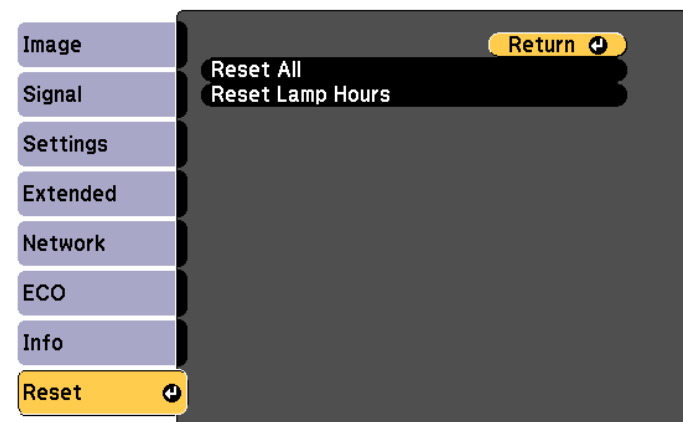 Image
Signal
Settings
Extended
Network
ECO
Info
Reset
Return
Reset All
Reset Lamp Hours